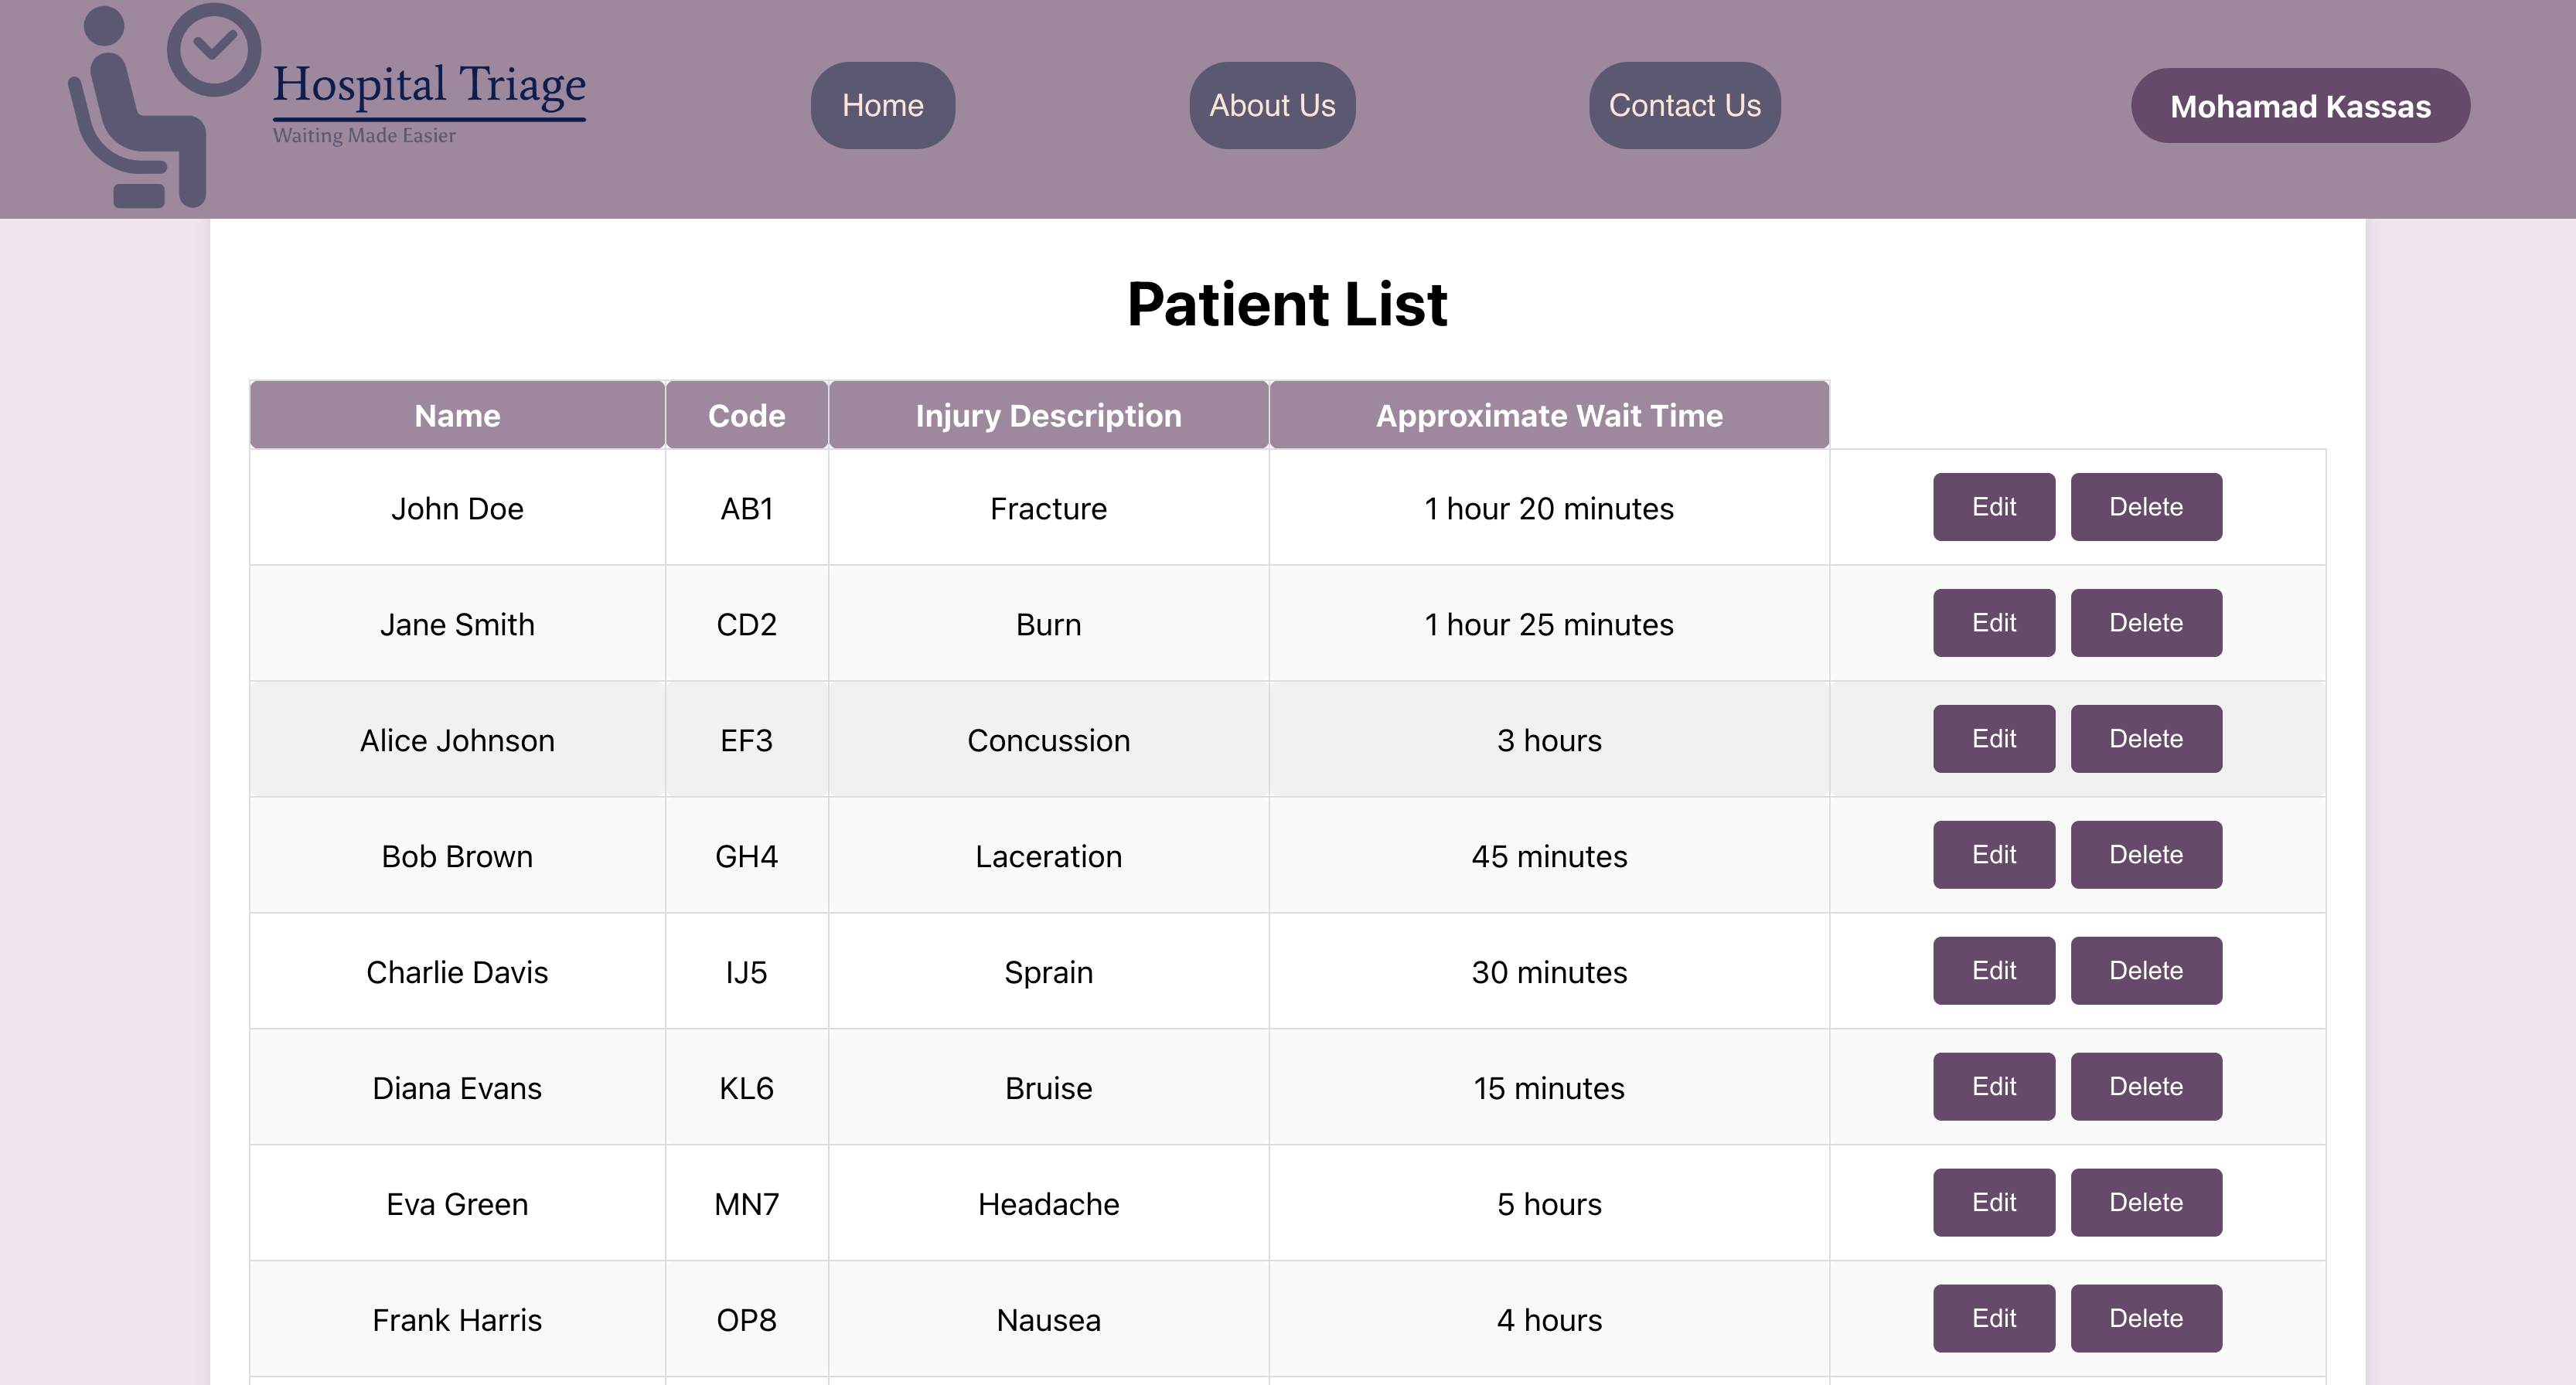 Hospital Triage
Waiting Made Easier
Home
About Us
Contact Us
Mohamad Kassas
Patient List
Name Code Injury Description Approximate Wait Time
John Doe AB1 Fracture 1 hour 20 minutes Edit Delete
Jane Smith CD2 Burn 1 hour 25 minutes Edit Delete
Alice Johnson EF3 Concussion 3 hours Edit Delete
Bob Brown GH4 Laceration 45 minutes Edit Delete
Charlie Davis IJ5 Sprain 30 minutes Edit Delete
Diana Evans KL6 Bruise 15 minutes Edit Delete
Eva Green MN7 Headache 5 hours Edit Delete
Frank Harris OP8 Nausea 4 hours Edit Delete